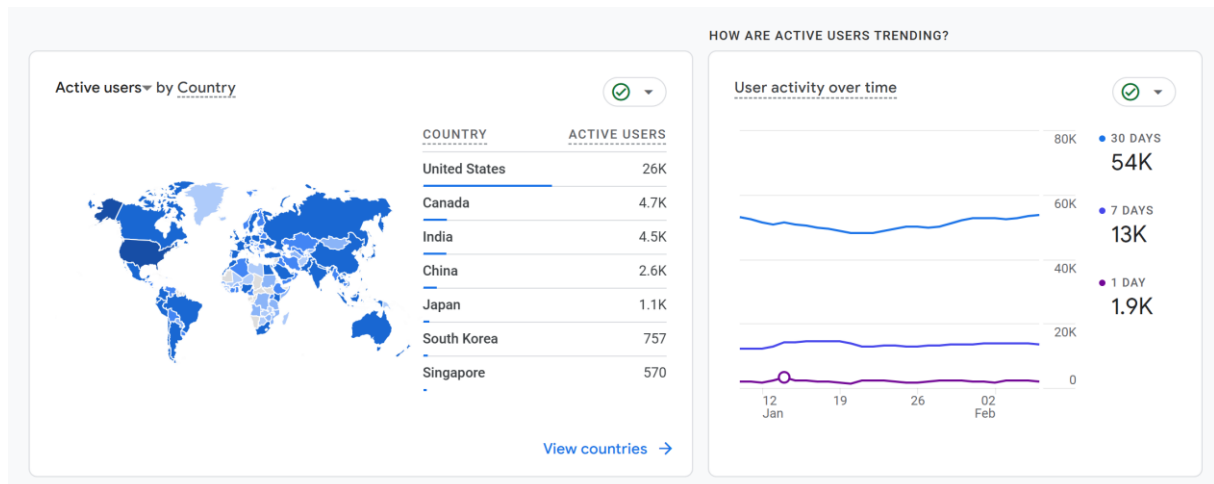 HOW ARE ACTIVE USERS TRENDING?
Active users by Country
COUNTRY ACTIVE USERS
United States 26K
Canada 4.7K
India 4.5K
China 2.6K
Japan 1.1K
South Korea 757
Singapore 570
View countries
User activity over time
80K
60K
40K
20K
0
12 Jan
19
26
02 Feb
30 DAYS
54K
7 DAYS
13K
1 DAY
1.9K